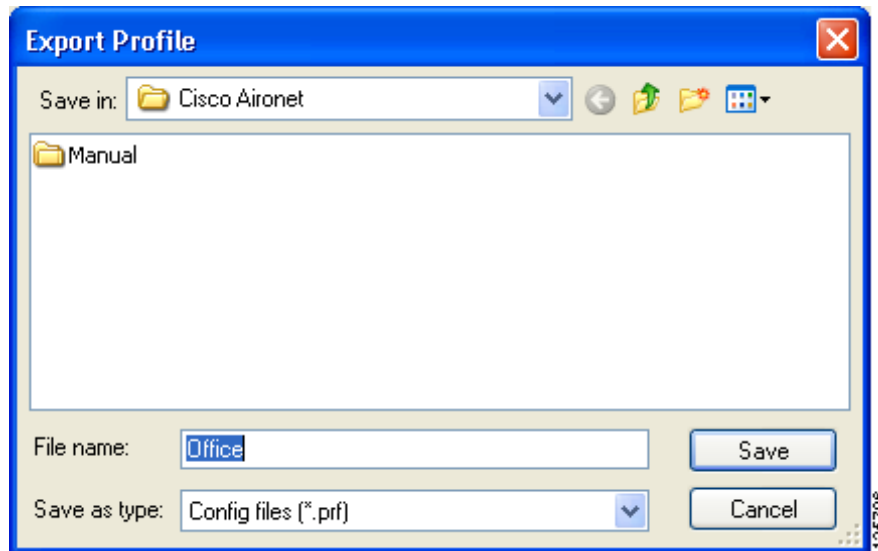 Export Profile
Save in: Cisco Aironet
Manual
File name: Office Save
Save as type: Config files (*.prf) Cancel